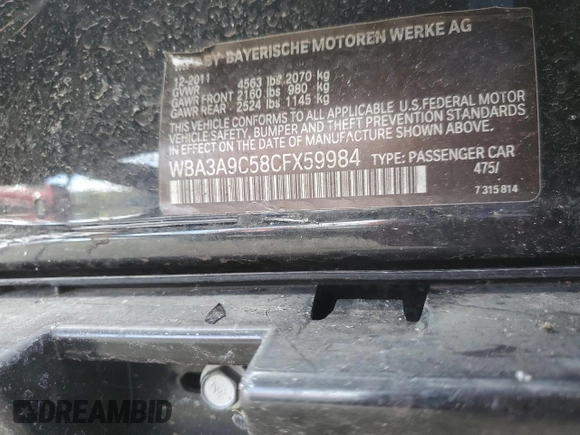 BY BAYERISCHE MOTOREN WERKE AG
12-2011
GVWR 4563 lbs 2070 kg
GAWR FRONT 2160 lbs 980 kg
GAWR REAR 2524 lbs 1145 kg
THIS VEHICLE CONFORMS TO ALL APPLICABLE U.S. FEDERAL MOTOR
VEHICLE SAFETY, BUMPER AND THEFT PREVENTION STANDARDS
IN EFFECT ON THE DATE OF MANUFACTURE SHOWN ABOVE.
WBA3A9C58CFX59984 TYPE: PASSENGER CAR
475/
7 315 814
DREAMBID